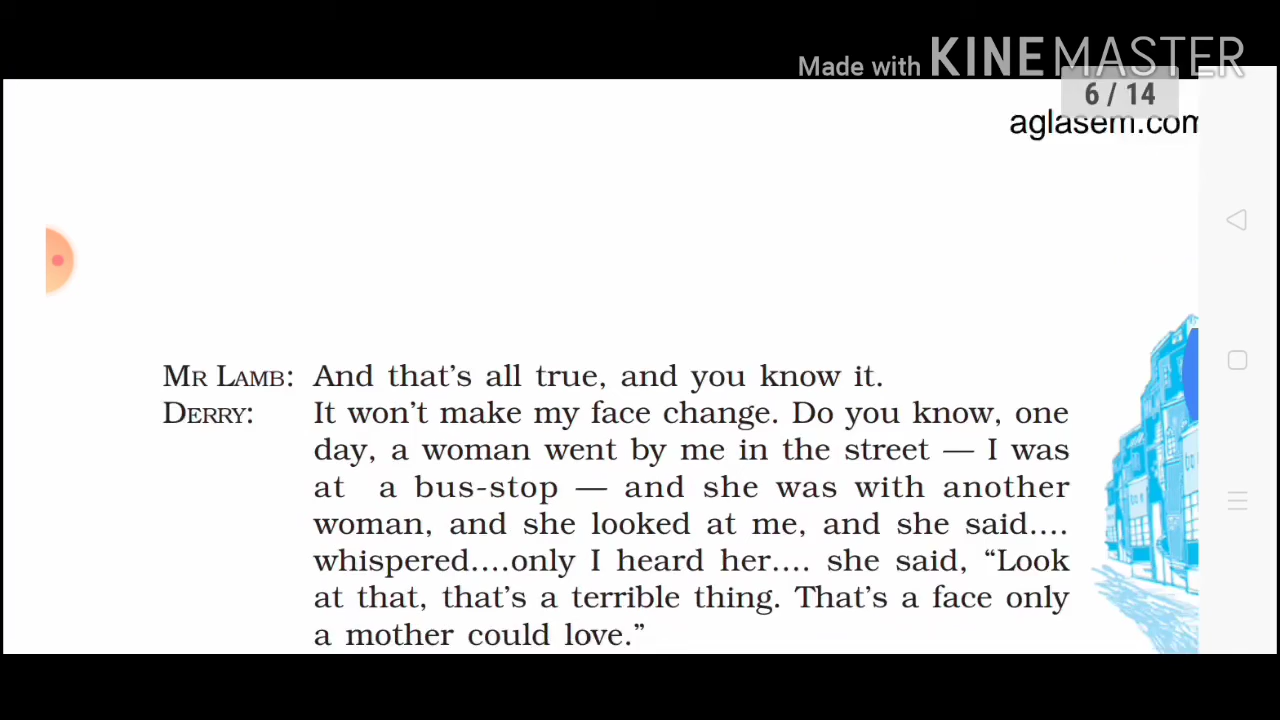 Made with KINEMASTER
6 / 14
aglasem.com
MR LAMB: And that's all true, and you know it.
DERRY: It won't make my face change. Do you know, one
day, a woman went by me in the street — I was
at a bus-stop — and she was with another
woman, and she looked at me, and she said....
whispered....only I heard her.... she said, “Look
at that, that's a terrible thing. That's a face only
a mother could love.”